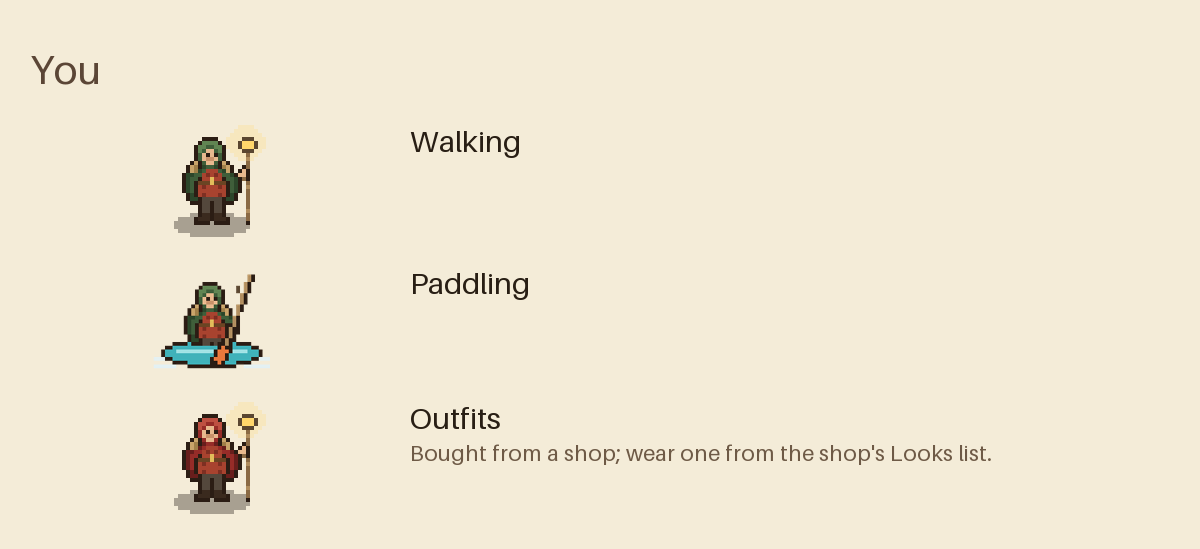 You
Walking
Paddling
Outfits
Bought from a shop; wear one from the shop's Looks list.